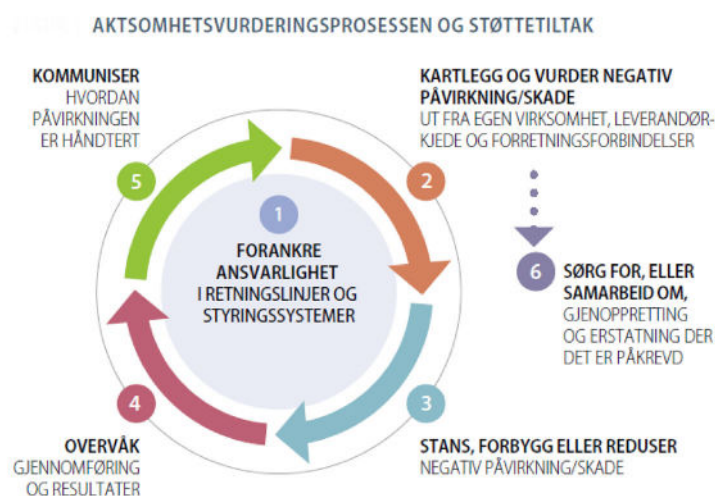 AKTSOMHETSVURDERINGSPROSESSEN OG STØTTETILTAK
1
FORANKRE
ANSVARLIGHET
I RETNINGSLINJER OG
STYRINGSSYSTEMER
2
KARTLEGG OG VURDER NEGATIV
PÅVIRKNING/SKADE
UT FRA EGEN VIRKSOMHET, LEVERANDØR-
KJEDE OG FORRETNINGSFORBINDELSER
3
STANS, FORBYGG ELLER REDUSER
NEGATIV PÅVIRKNING/SKADE
4
OVERVÅK
GJENNOMFØRING
OG RESULTATER
5
KOMMUNISER
HVORDAN
PÅVIRKNINGEN
ER HÅNDTERT
6
SØRG FOR, ELLER
SAMARBEID OM,
GJENOPPRETTING
OG ERSTATNING DER
DET ER PÅKREVD